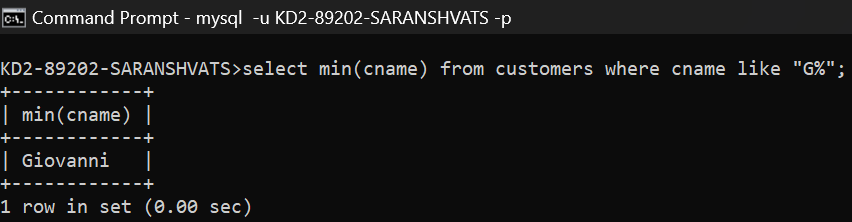 Command Prompt - mysql  -u KD2-89202-SARANSHVATS -p
KD2-89202-SARANSHVATS>select min(cname) from customers where cname like "G%";
+------------+
| min(cname) |
+------------+
| Giovanni   |
+------------+
1 row in set (0.00 sec)